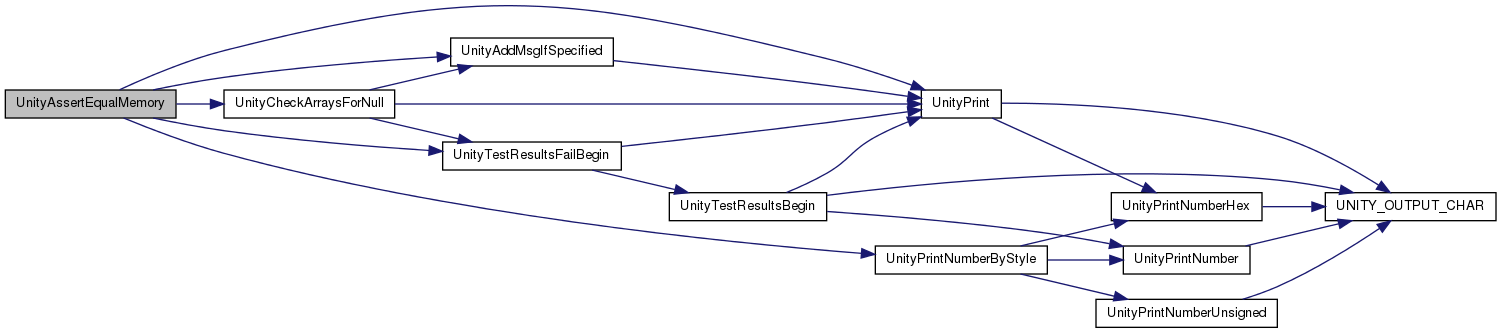 UnityAssertEqualMemory
UnityAddMsgIfSpecified
UnityCheckArraysForNull
UnityTestResultsFailBegin
UnityTestResultsBegin
UnityPrintNumberByStyle
UnityPrint
UnityPrintNumberHex
UnityPrintNumber
UnityPrintNumberUnsigned
UNITY_OUTPUT_CHAR